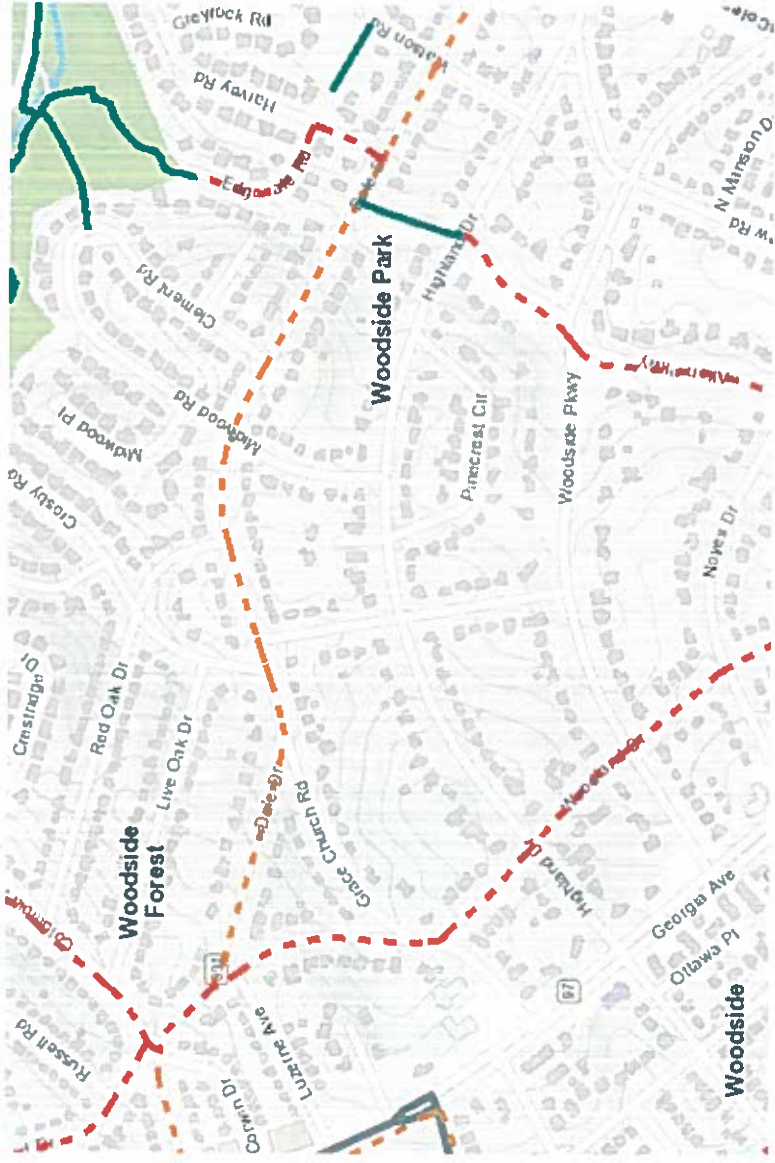 Greylock Rd
Harvey Rd
Clement Rd
Highland Dr
Woodside Park
Midwood Rd
Midwood Pl
Crosby Rd
N Mansion D
Pinecrest Cir
Woodside Pkwy
Noyes Dr
Crestridge Dr
Red Oak Dr
Live Oak Dr
Dale Dr
Grace Church Rd
Woodside
Forest
Highland
Georgia Ave
Ottawa Pl
97
Woodside
Russell Rd
Luzerne Ave
Corwin Dr